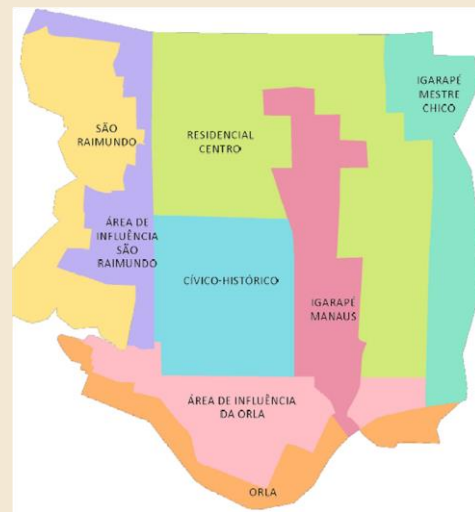 IGARAPÉ
MESTRE
CHICO
SÃO
RAIMUNDO
RESIDENCIAL
CENTRO
ÁREA DE
INFLUÊNCIA
SÃO
RAIMUNDO
CÍVICO-HISTÓRICO
IGARAPÉ
MANAUS
ÁREA DE INFLUÊNCIA
DA ORLA
ORLA